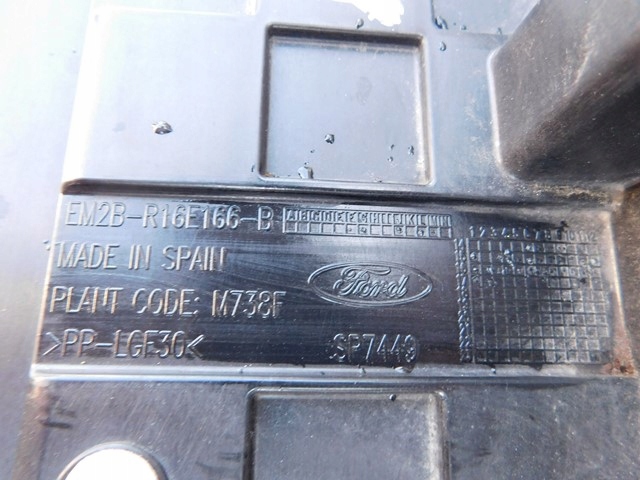 EM2B-R16E166-B
MADE IN SPAIN
Ford
PLANT CODE: M738F
>PP-LGF30< SP7449